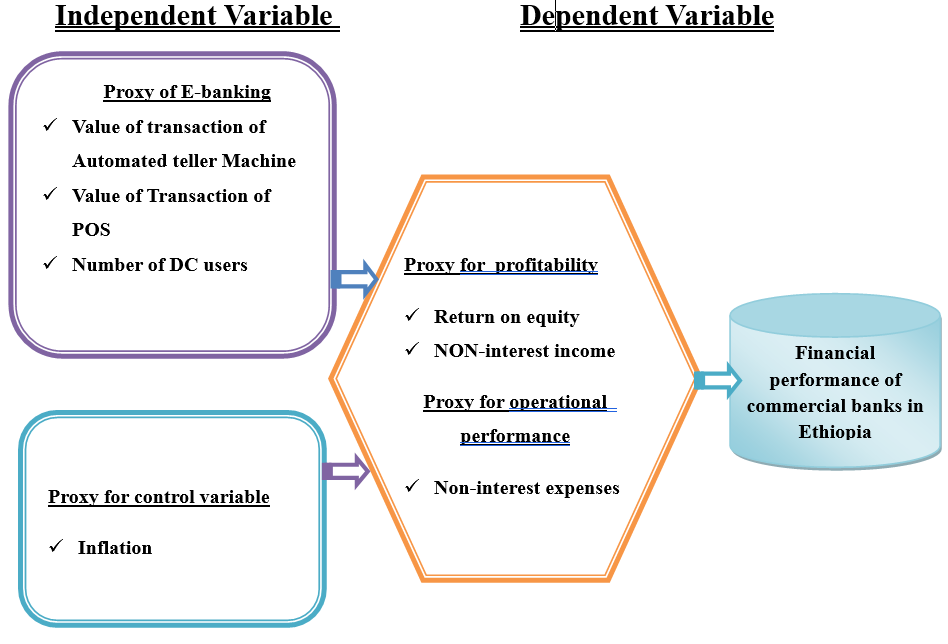 Independent Variable
Dependent Variable
Proxy of E-banking
✓ Value of transaction of
Automated teller Machine
✓ Value of Transaction of
POS
✓ Number of DC users
Proxy for control variable
✓ Inflation
Proxy for profitability
✓ Return on equity
✓ NON-interest income
Proxy for operational
performance
✓ Non-interest expenses
Financial
performance of
commercial banks in
Ethiopia